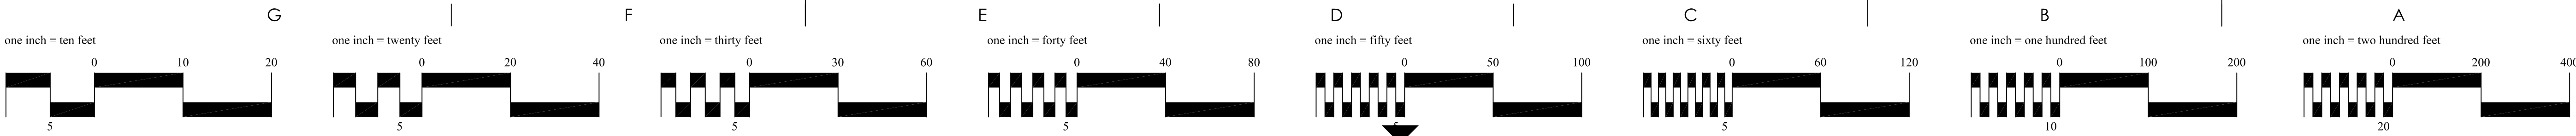 G F E D C B A
one inch = ten feet one inch = twenty feet one inch = thirty feet one inch = forty feet one inch = fifty feet one inch = sixty feet one inch = one hundred feet one inch = two hundred feet
0 10 20 0 20 40 0 30 60 0 40 80 0 50 100 0 60 120 0 100 200 0 200 400
5 5 5 5 5 5 10 20